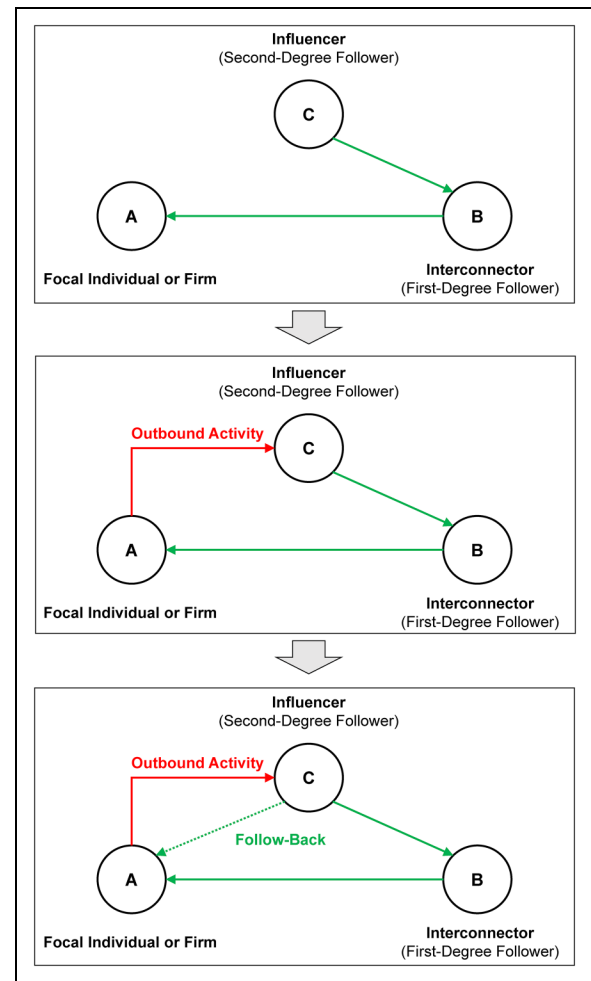 Influencer
(Second-Degree Follower)
C
A
B
Focal Individual or Firm
Interconnector
(First-Degree Follower)
Influencer
(Second-Degree Follower)
Outbound Activity
C
A
B
Focal Individual or Firm
Interconnector
(First-Degree Follower)
Influencer
(Second-Degree Follower)
Outbound Activity
C
Follow-Back
A
B
Focal Individual or Firm
Interconnector
(First-Degree Follower)